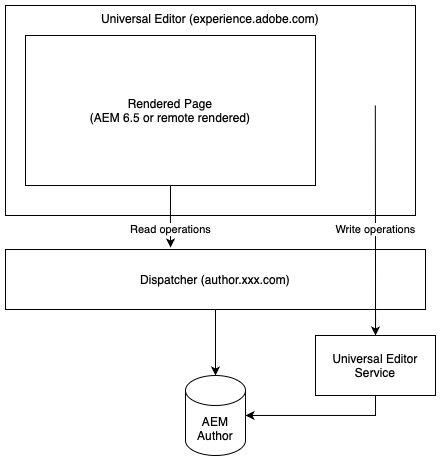 Universal Editor (experience.adobe.com)
Rendered Page
(AEM 6.5 or remote rendered)
Read operations
Write operations
Dispatcher (author.xxx.com)
Universal Editor
Service
AEM
Author